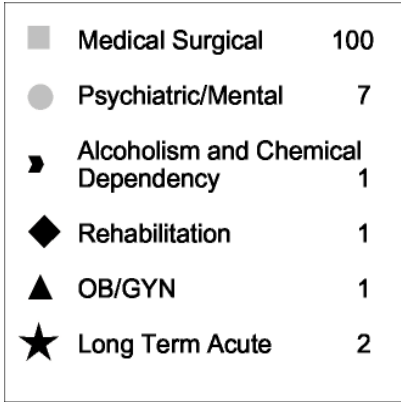 Medical Surgical 100
Psychiatric/Mental 7
Alcoholism and Chemical
Dependency 1
Rehabilitation 1
OB/GYN 1
Long Term Acute 2